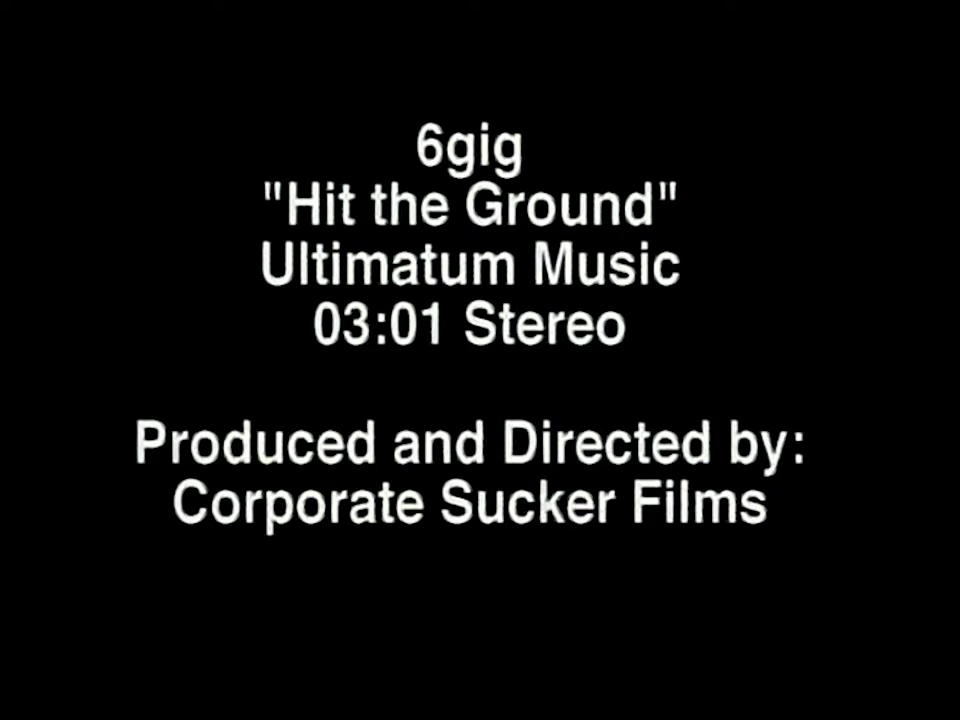 6gig
"Hit the Ground"
Ultimatum Music
03:01 Stereo
Produced and Directed by:
Corporate Sucker Films